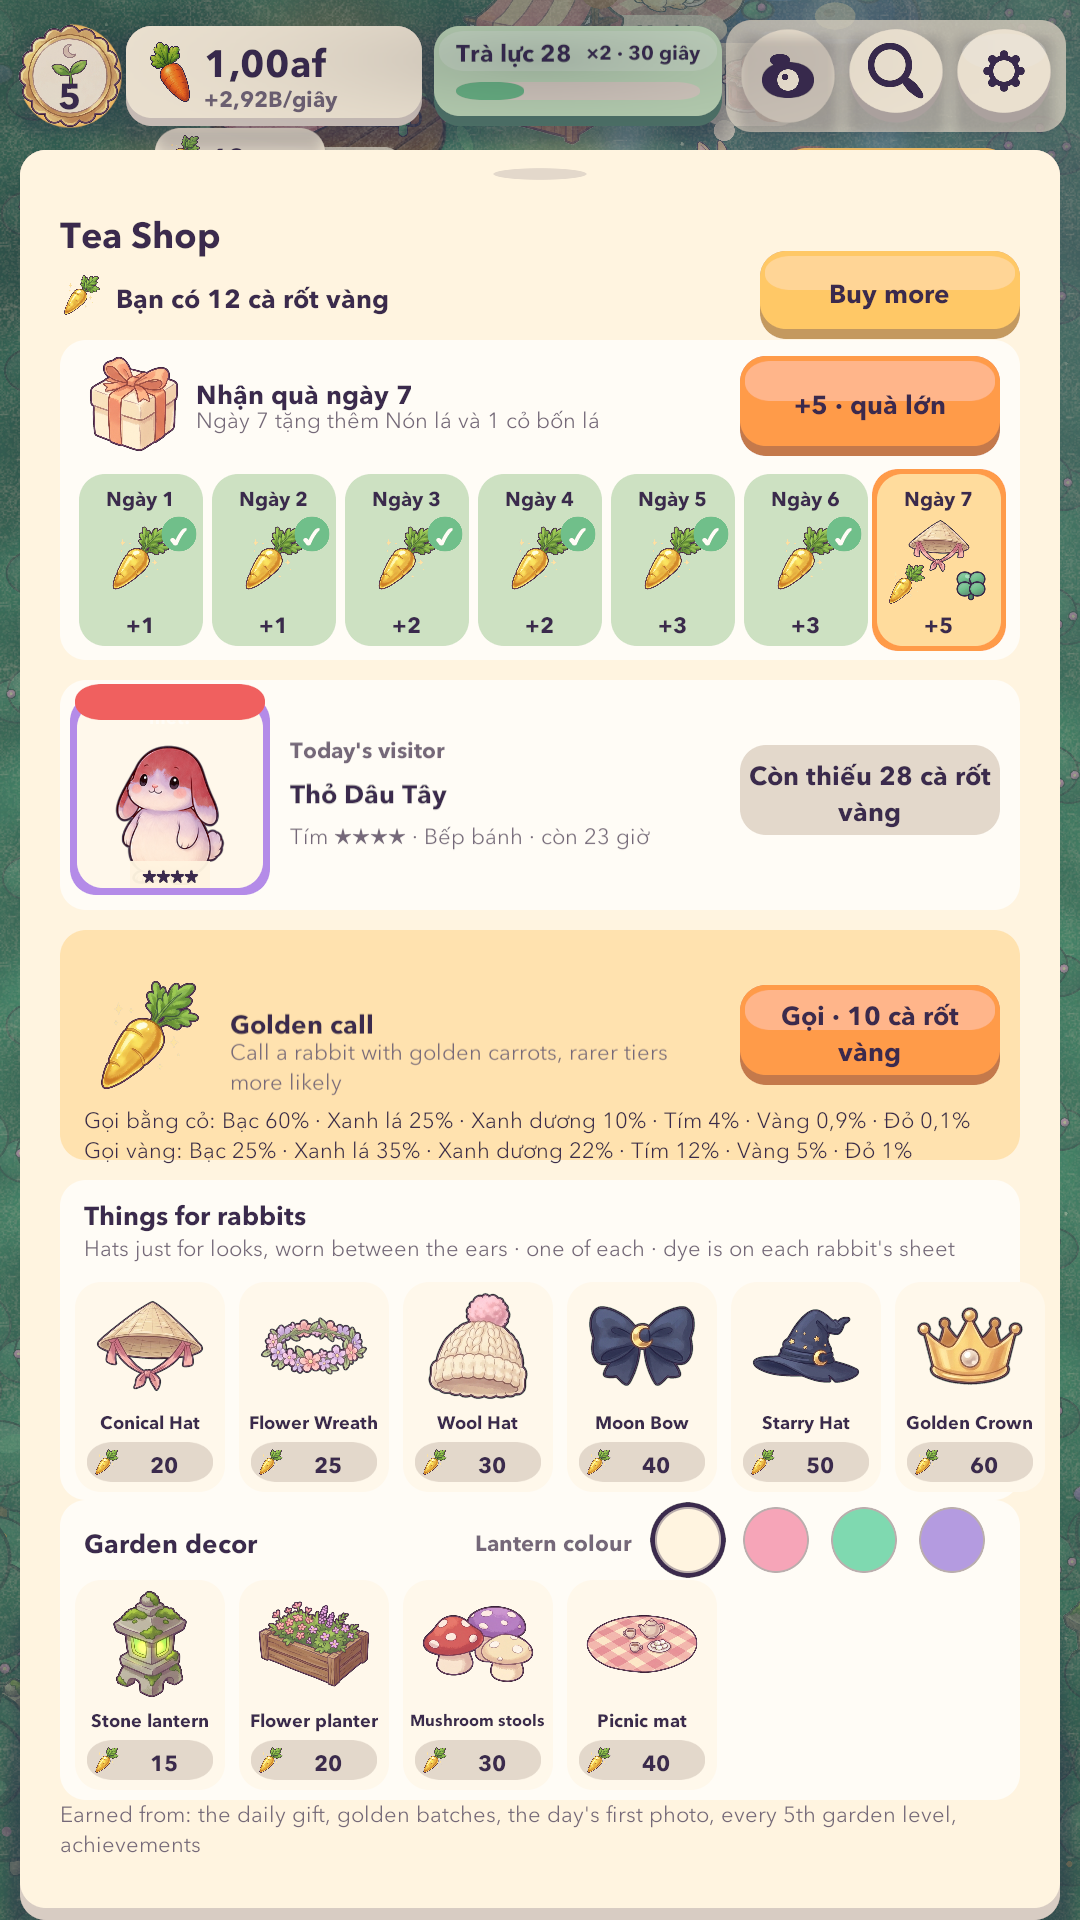 5
1,00af
+2,92B/giây
Trà lực 28 ×2 · 30 giây
Tea Shop
Bạn có 12 cà rốt vàng
Buy more
Nhận quà ngày 7
Ngày 7 tặng thêm Nón lá và 1 cỏ bốn lá
+5 · quà lớn
Ngày 1
Ngày 2
Ngày 3
Ngày 4
Ngày 5
Ngày 6
Ngày 7
+1
+1
+2
+2
+3
+3
+5
Today's visitor
Thỏ Dâu Tây
Tím ★★★★ · Bếp bánh · còn 23 giờ
★★★★
Còn thiếu 28 cà rốt
vàng
Golden call
Call a rabbit with golden carrots, rarer tiers
more likely
Gọi · 10 cà rốt
vàng
Gọi bằng cỏ: Bạc 60% · Xanh lá 25% · Xanh dương 10% · Tím 4% · Vàng 0,9% · Đỏ 0,1%
Gọi vàng: Bạc 25% · Xanh lá 35% · Xanh dương 22% · Tím 12% · Vàng 5% · Đỏ 1%
Things for rabbits
Hats just for looks, worn between the ears · one of each · dye is on each rabbit's sheet
Conical Hat
Flower Wreath
Wool Hat
Moon Bow
Starry Hat
Golden Crown
20
25
30
40
50
60
Garden decor
Lantern colour
Stone lantern
Flower planter
Mushroom stools
Picnic mat
15
20
30
40
Earned from: the daily gift, golden batches, the day's first photo, every 5th garden level,
achievements